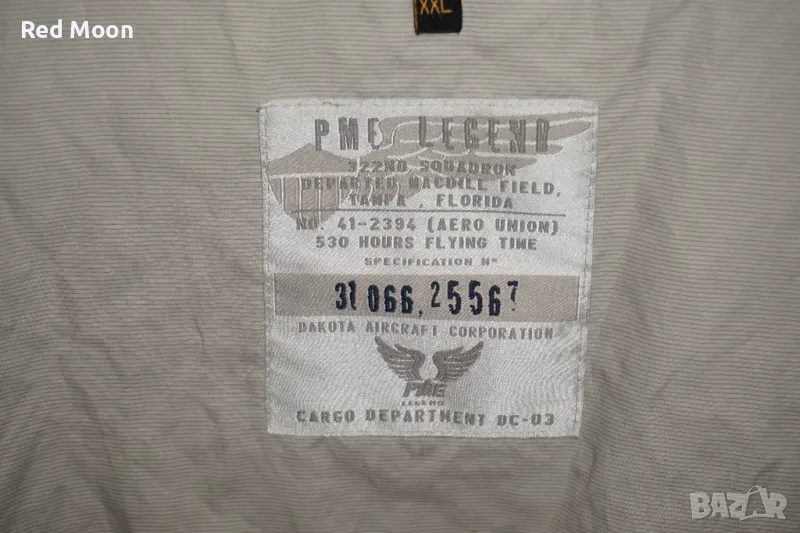 Red Moon
XXL
PME LEGEND
322ND SQUADRON
DEPARTED MACDILL FIELD,
TAMPA, FLORIDA
NO. 41-2394 (AERO UNION)
530 HOURS FLYING TIME
SPECIFICATION Nº
31 066, 25567
DAKOTA AIRCRAFT CORPORATION
PME
LEGEND
CARGO DEPARTMENT DC-03
BAZAR